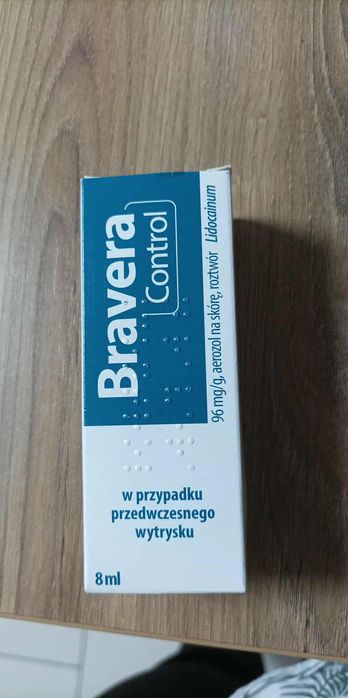 Bravera
Control
96 mg/g, aerozol na skórę, roztwór Lidocainum
w przypadku
przedwczesnego
wytrysku
8 ml